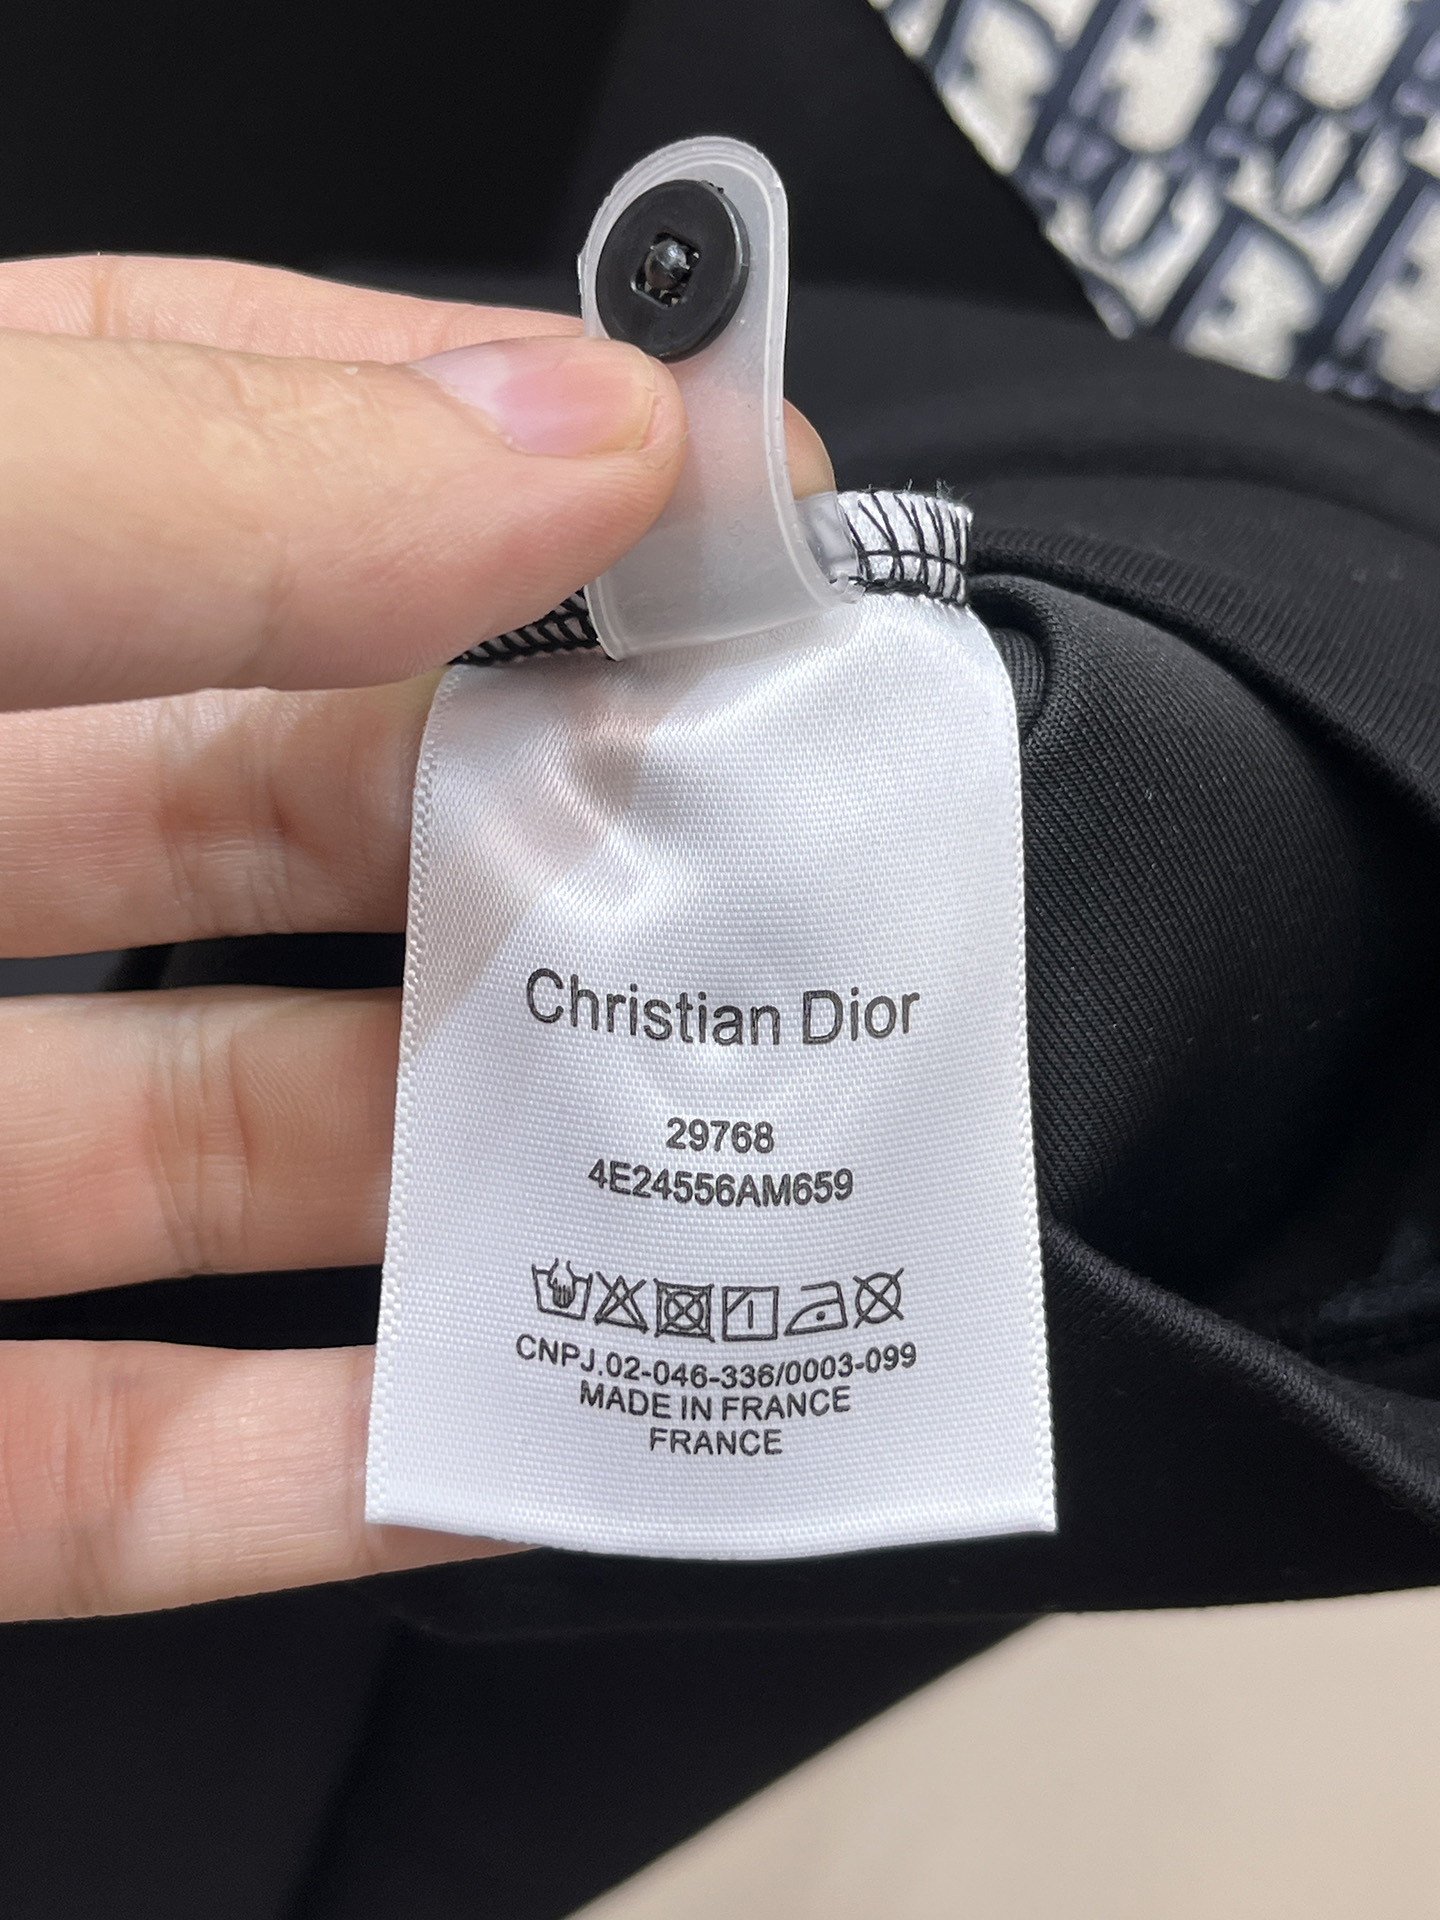 Christian Dior
29768
4E24556AM659
CNPJ.02-046-336/0003-099
MADE IN FRANCE
FRANCE